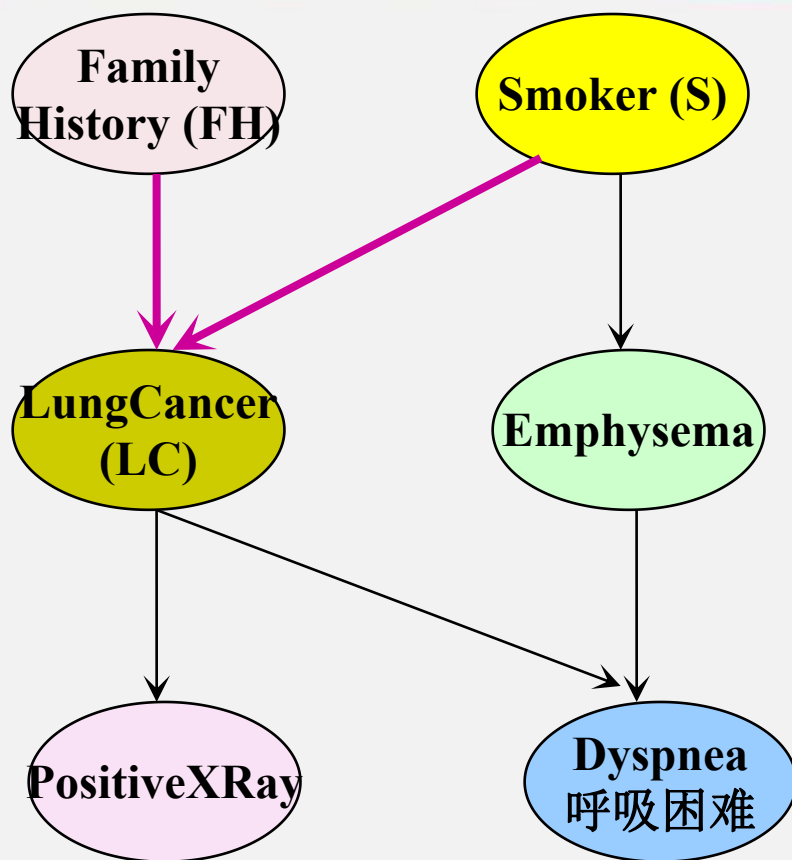 Family
History (FH)
Smoker (S)
LungCancer
(LC)
Emphysema
PositiveXRay
Dyspnea
呼吸困难